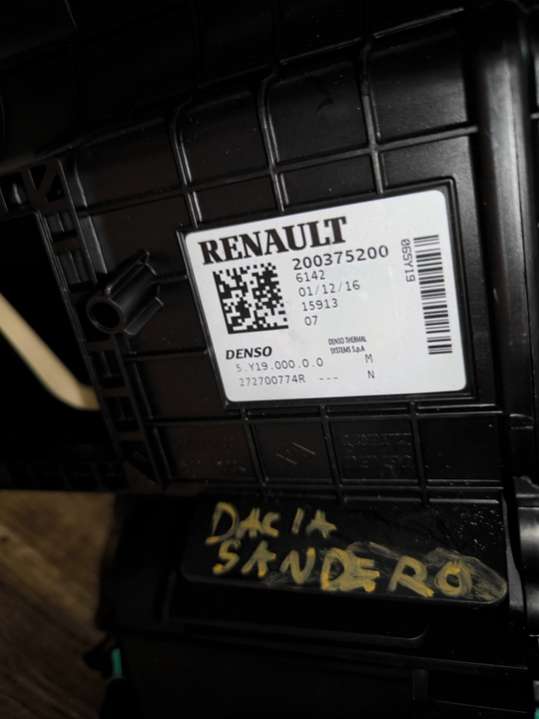 RENAULT
200375200
6142
01/12/16
15913
07
DENSO
DENSO THERMAL
SYSTEMS S.p.A
5.Y19.000.0.0 M
272700774R --- N
060Y19
DACIA
SANDERO